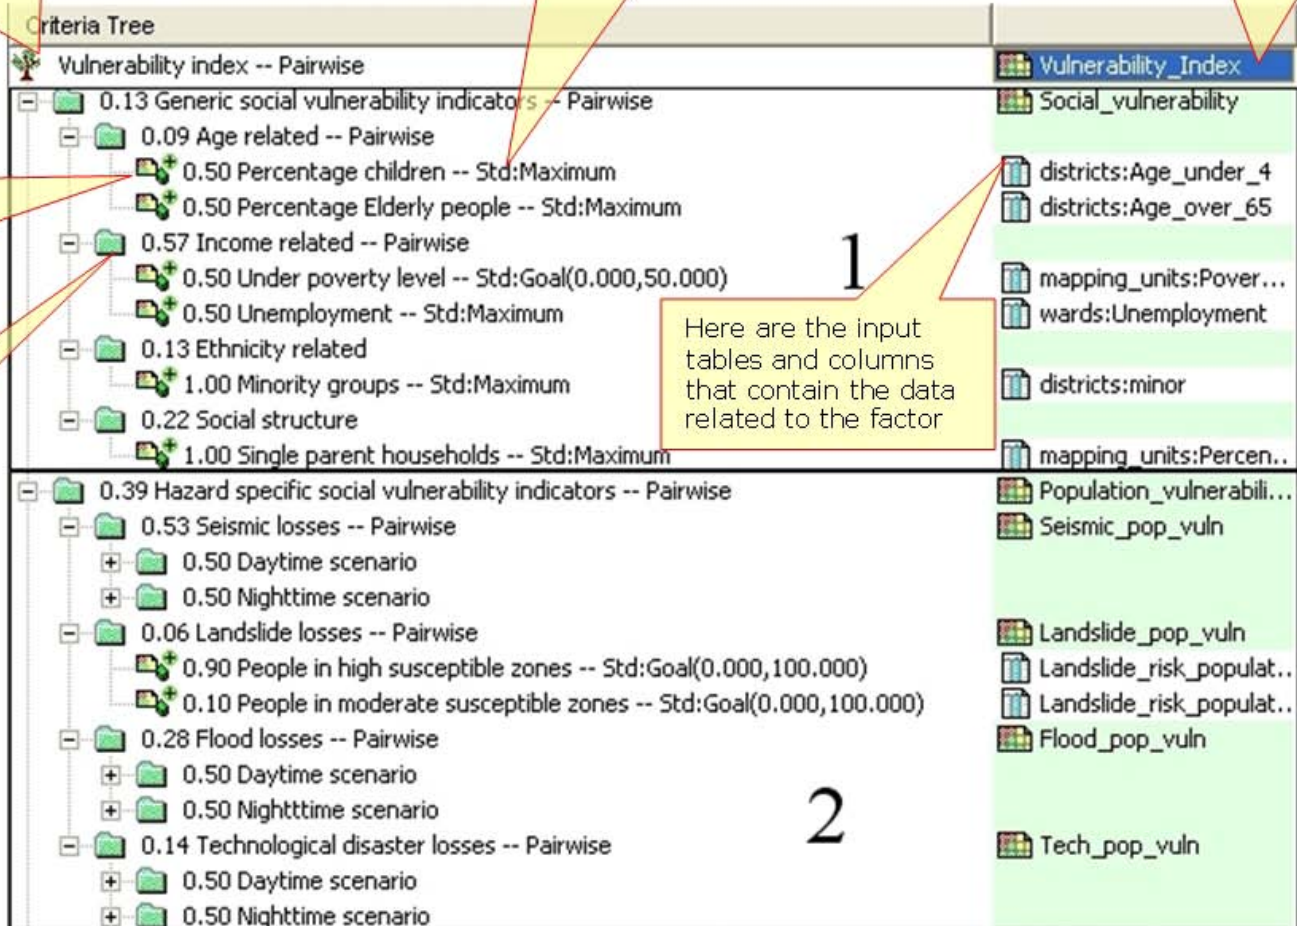 Criteria Tree
Vulnerability index -- Pairwise Vulnerability_Index
0.13 Generic social vulnerability indicators -- Pairwise Social_vulnerability
0.09 Age related -- Pairwise
0.50 Percentage children -- Std:Maximum districts:Age_under_4
0.50 Percentage Elderly people -- Std:Maximum districts:Age_over_65
0.57 Income related -- Pairwise
1
0.50 Under poverty level -- Std:Goal(0.000,50.000) mapping_units:Pover...
0.50 Unemployment -- Std:Maximum wards:Unemployment
Here are the input
tables and columns
that contain the data
related to the factor
0.13 Ethnicity related
1.00 Minority groups -- Std:Maximum districts:minor
0.22 Social structure
1.00 Single parent households -- Std:Maximum mapping_units:Percen..
0.39 Hazard specific social vulnerability indicators -- Pairwise Population_vulnerabili...
0.53 Seismic losses -- Pairwise Seismic_pop_vuln
0.50 Daytime scenario
0.50 Nighttime scenario
0.06 Landslide losses -- Pairwise Landslide_pop_vuln
0.90 People in high susceptible zones -- Std:Goal(0.000,100.000) Landslide_risk_populat..
0.10 People in moderate susceptible zones -- Std:Goal(0.000,100.000) Landslide_risk_populat..
0.28 Flood losses -- Pairwise Flood_pop_vuln
0.50 Daytime scenario
0.50 Nightttime scenario
2
0.14 Technological disaster losses -- Pairwise Tech_pop_vuln
0.50 Daytime scenario
0.50 Nighttime scenario